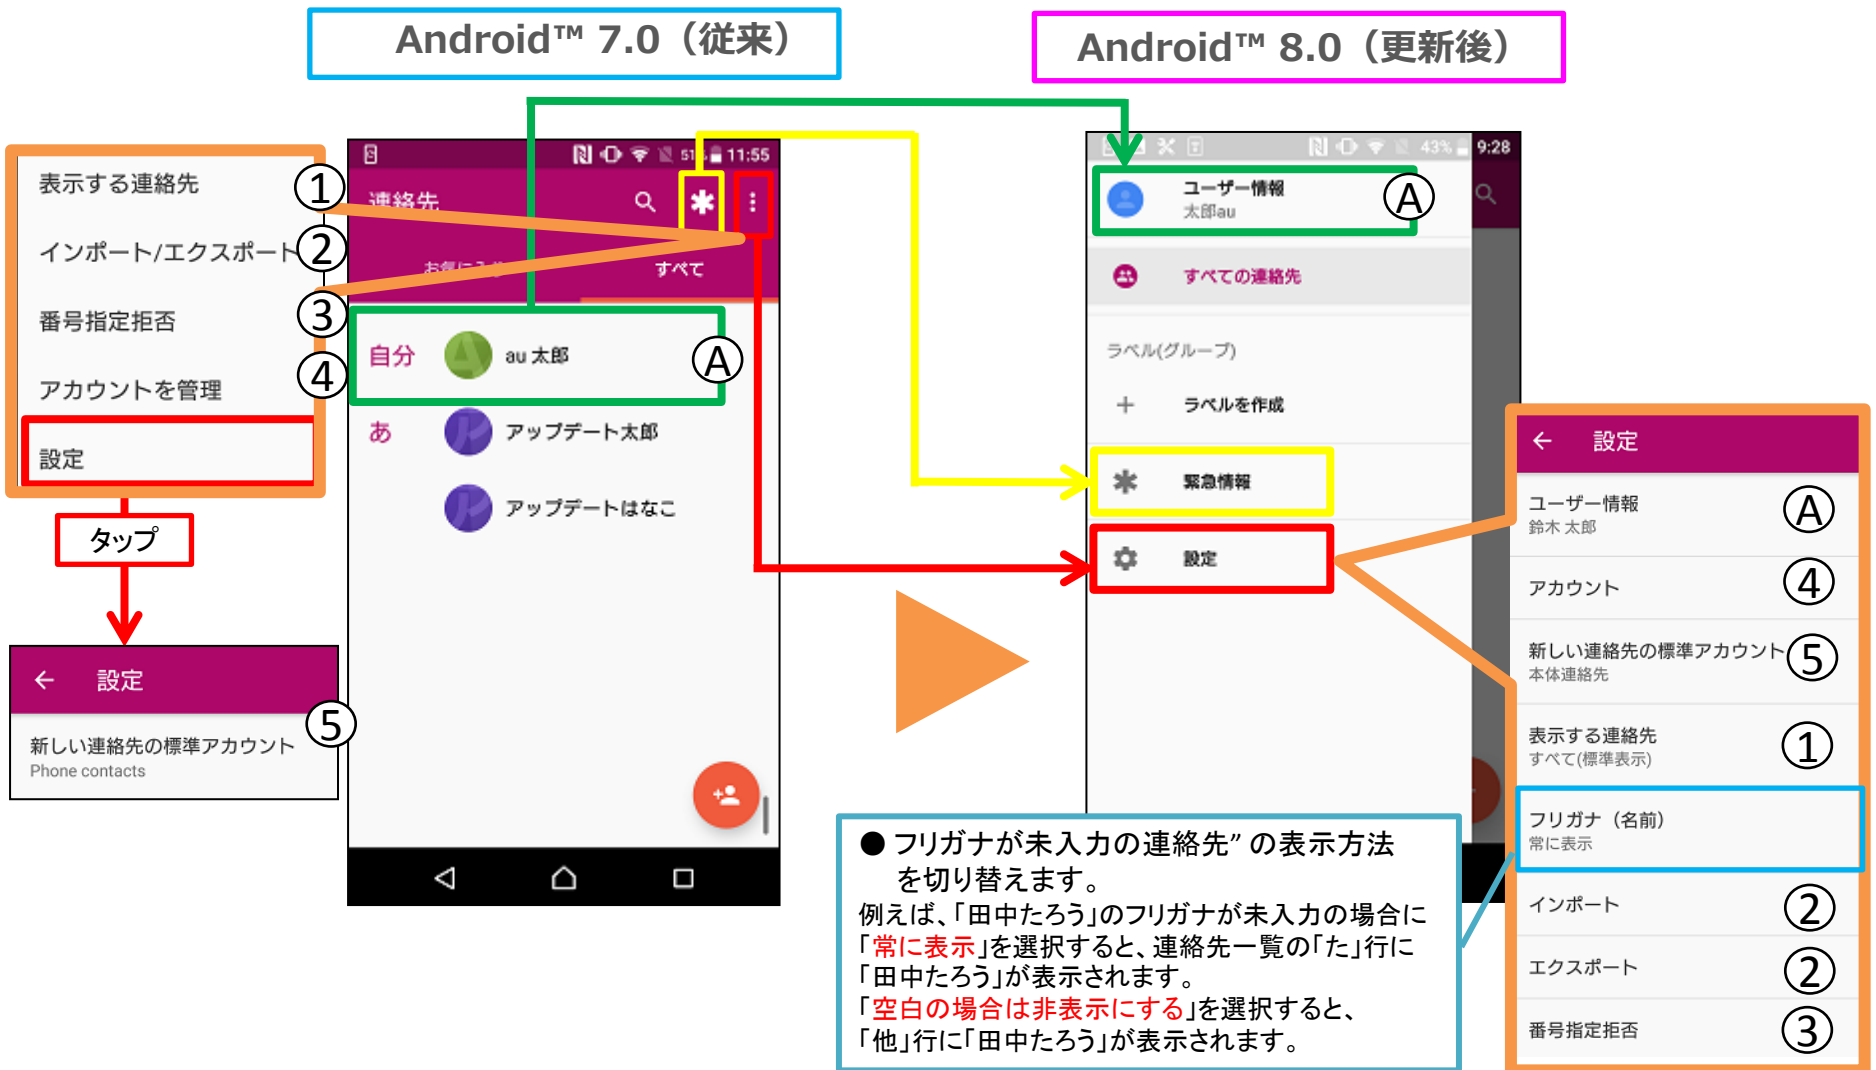 Android™ 7.0（従来）
Android™ 8.0（更新後）
表示する連絡先
①
インポート/エクスポート
②
番号指定拒否
③
④
アカウントを管理
設定
タップ
設定
⑤
新しい連絡先の標準アカウント
Phone contacts
11:55
連絡先
すべて
自分
au 太郎
Ⓐ
あ
アップデート太郎
アップデートはなこ
43%
9:28
ユーザー情報
太郎au
Ⓐ
すべての連絡先
ラベル(グループ)
ラベルを作成
緊急情報
設定
設定
ユーザー情報
鈴木 太郎
Ⓐ
アカウント
④
新しい連絡先の標準アカウント
本体連絡先
⑤
表示する連絡先
すべて(標準表示)
①
フリガナ（名前）
常に表示
インポート
②
エクスポート
②
番号指定拒否
③
● フリガナが未入力の連絡先” の表示方法
を切り替えます。
例えば、「田中たろう」のフリガナが未入力の場合に
「常に表示」を選択すると、連絡先一覧の「た」行に
「田中たろう」が表示されます。
「空白の場合は非表示にする」を選択すると、
「他」行に「田中たろう」が表示されます。